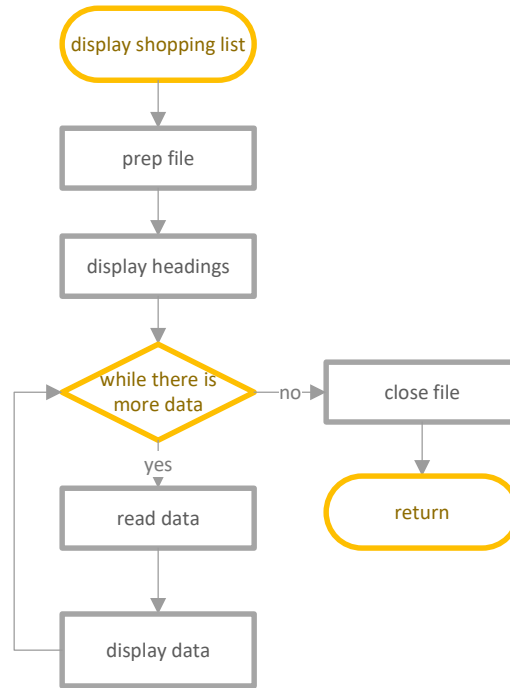 display shopping list
prep file
display headings
while there is
more data
no
close file
yes
read data
return
display data